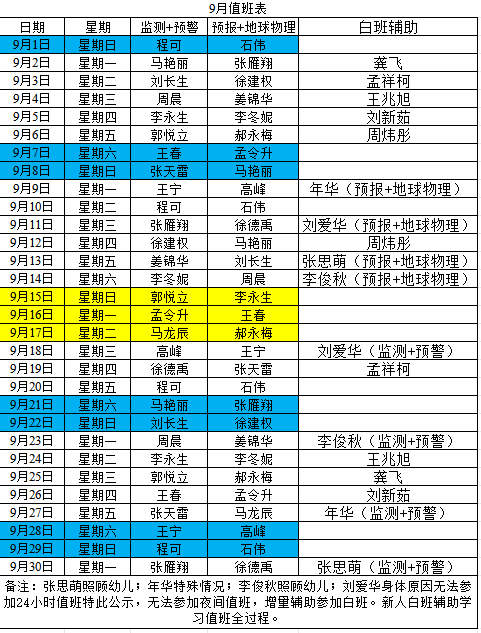 9月值班表
日期 星期 监测+预警 预报+地球物理 白班辅助
9月1日 星期日 程可 石伟
9月2日 星期一 马艳丽 张雁翔 龚飞
9月3日 星期二 刘长生 徐建权 孟祥柯
9月4日 星期三 周晨 姜锦华 王兆旭
9月5日 星期四 李永生 李冬妮 刘新茹
9月6日 星期五 郭悦立 郝永梅 周炜彤
9月7日 星期六 王春 孟令升
9月8日 星期日 张天雷 马艳丽
9月9日 星期一 王宁 高峰 年华（预报+地球物理）
9月10日 星期二 程可 石伟
9月11日 星期三 张雁翔 徐德禹 刘爱华（预报+地球物理）
9月12日 星期四 徐建权 马艳丽 周炜彤
9月13日 星期五 姜锦华 刘长生 张思萌（预报+地球物理）
9月14日 星期六 李冬妮 周晨 李俊秋（预报+地球物理）
9月15日 星期日 郭悦立 李永生
9月16日 星期一 孟令升 王春
9月17日 星期二 马龙辰 郝永梅
9月18日 星期三 高峰 王宁 刘爱华（监测+预警）
9月19日 星期四 徐德禹 张天雷 孟祥柯
9月20日 星期五 程可 石伟
9月21日 星期六 马艳丽 张雁翔
9月22日 星期日 刘长生 徐建权
9月23日 星期一 周晨 姜锦华 李俊秋（监测+预警）
9月24日 星期二 李永生 李冬妮 王兆旭
9月25日 星期三 郭悦立 郝永梅 龚飞
9月26日 星期四 王春 孟令升 刘新茹
9月27日 星期五 张天雷 马龙辰 年华（监测+预警）
9月28日 星期六 王宁 高峰
9月29日 星期日 程可 石伟
9月30日 星期一 张雁翔 徐德禹 张思萌（监测+预警）
备注：张思萌照顾幼儿；年华特殊情况；李俊秋照顾幼儿；刘爱华身体原因无法参
加24小时值班特此公示，无法参加夜间值班，增量辅助参加白班。新人白班辅助学
习值班全过程。